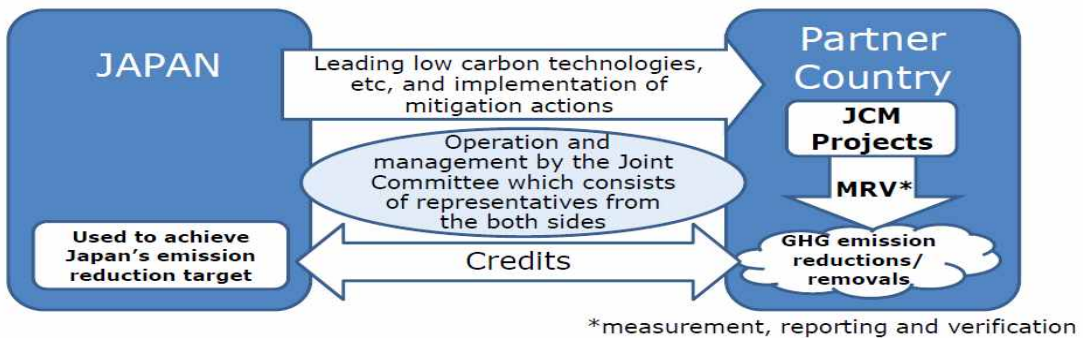 JAPAN
Leading low carbon technologies,
etc, and implementation of
mitigation actions
Partner
Country
JCM
Projects
MRV*
Operation and
management by the Joint
Committee which consists
of representatives from
the both sides
Used to achieve
Japan's emission
reduction target
Credits
GHG emission
reductions/
removals
*measurement, reporting and verification